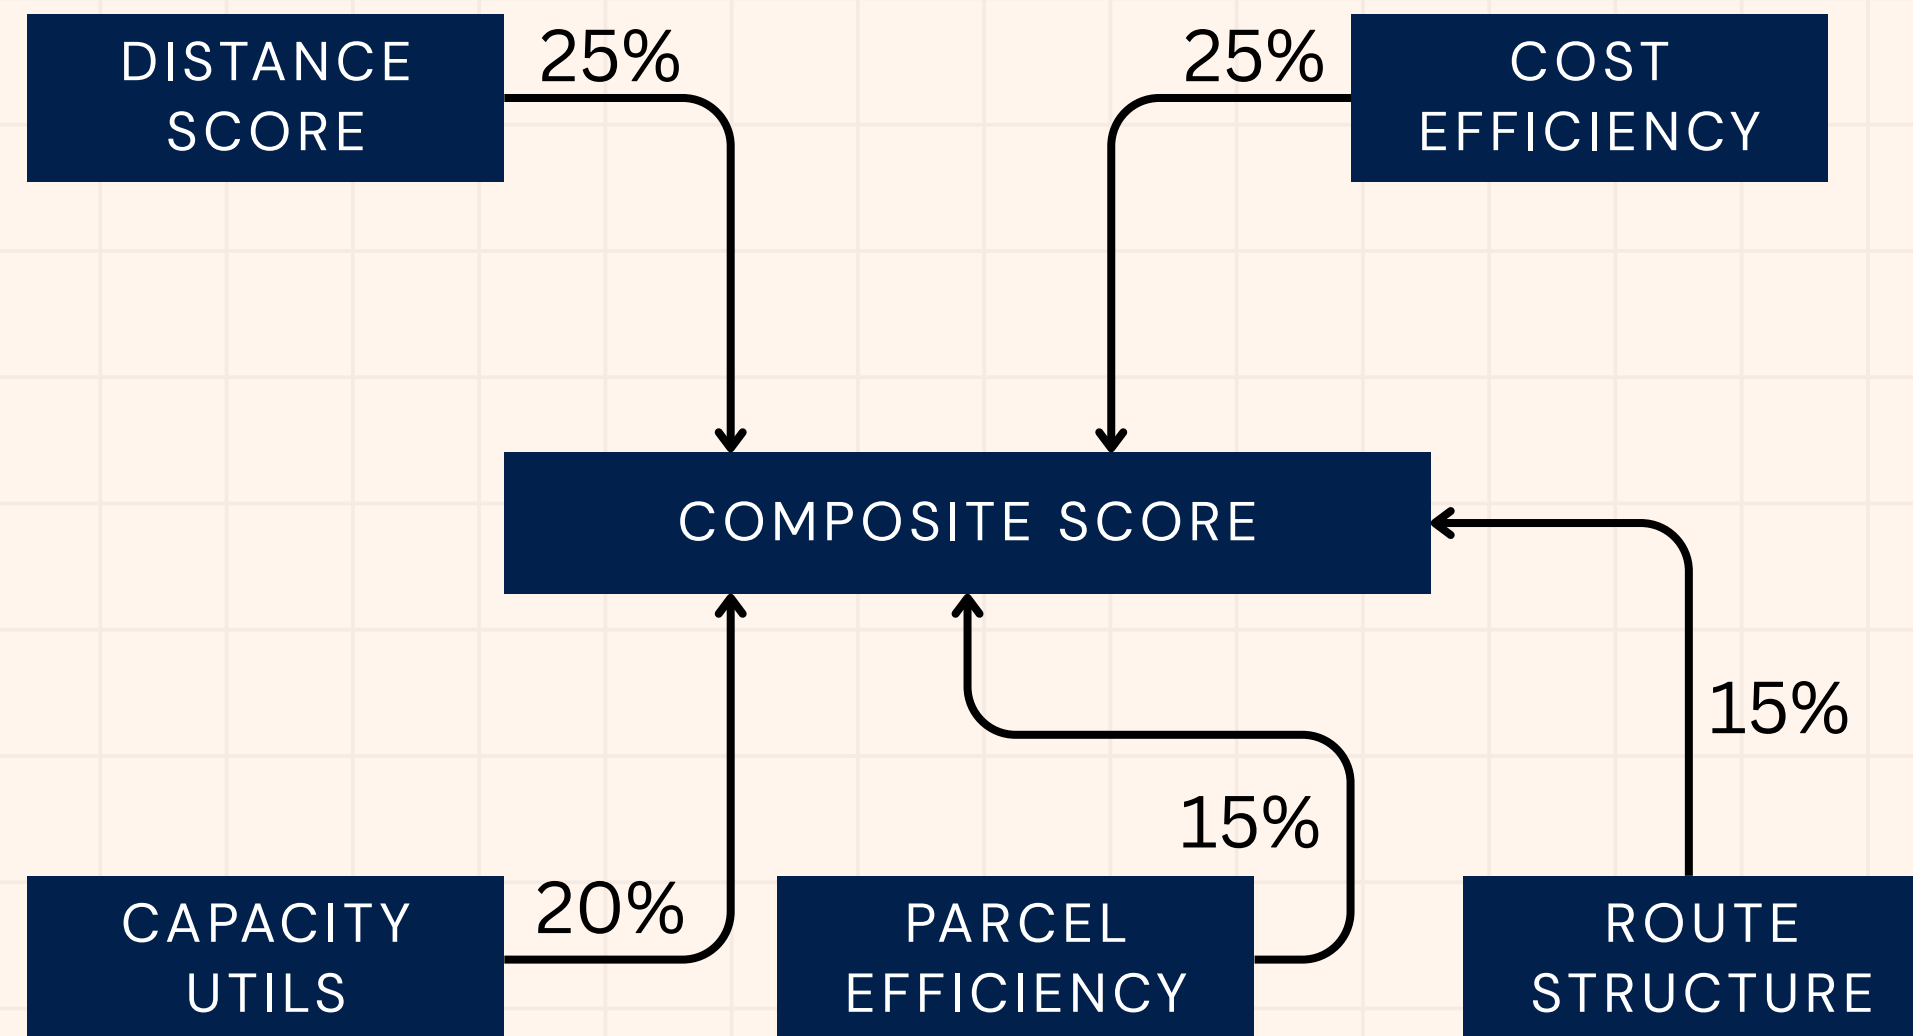 DISTANCE
SCORE
25%
25%
COST
EFFICIENCY
COMPOSITE SCORE
15%
15%
CAPACITY
UTILS
20%
PARCEL
EFFICIENCY
ROUTE
STRUCTURE